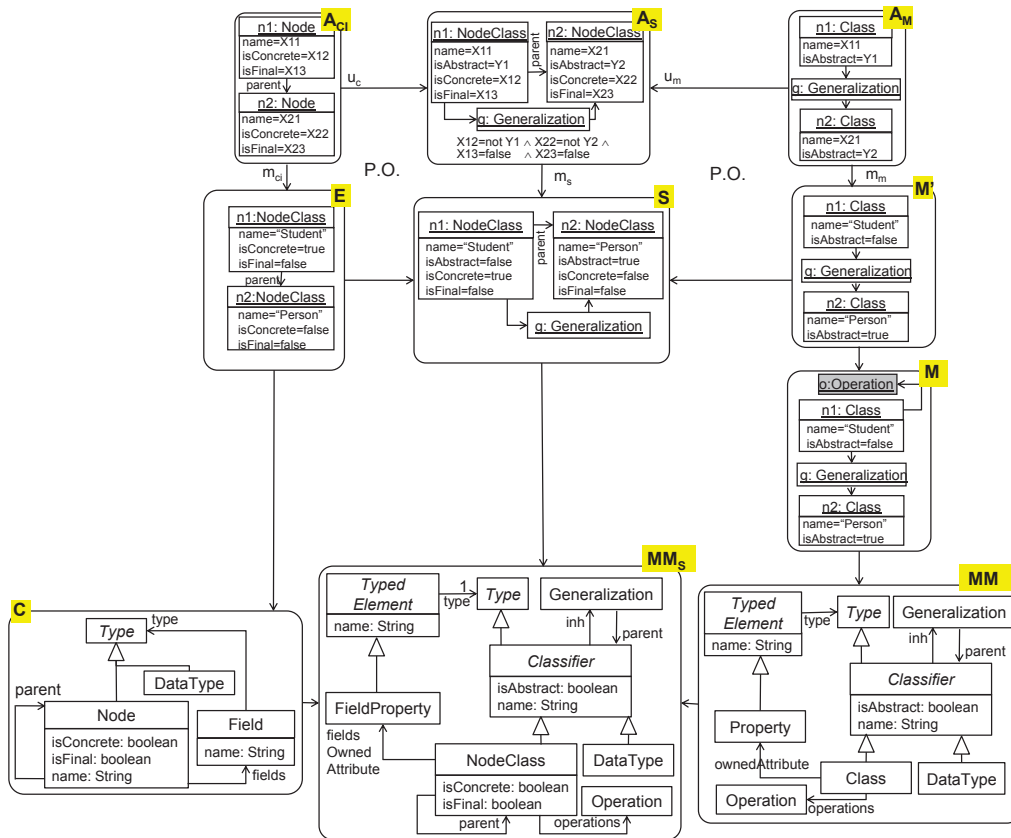 A_CI
n1: Node
name=X11
isConcrete=X12
isFinal=X13
parent
n2: Node
name=X21
isConcrete=X22
isFinal=X23
u_c
A_S
n1: NodeClass
name=X11
isAbstract=Y1
isConcrete=X12
isFinal=X13
parent
n2: NodeClass
name=X21
isAbstract=Y2
isConcrete=X22
isFinal=X23
g: Generalization
X12=not Y1 ∧ X22=not Y2 ∧
X13=false ∧ X23=false
u_m
A_M
n1: Class
name=X11
isAbstract=Y1
g: Generalization
n2: Class
name=X21
isAbstract=Y2
m_ci
P.O.
m_s
P.O.
m_m
E
n1:NodeClass
name="Student"
isConcrete=true
isFinal=false
parent
n2:NodeClass
name="Person"
isConcrete=false
isFinal=false
S
n1: NodeClass
name="Student"
isAbstract=false
isConcrete=true
isFinal=false
parent
n2: NodeClass
name="Person"
isAbstract=true
isConcrete=false
isFinal=false
g: Generalization
M'
n1: Class
name="Student"
isAbstract=false
g: Generalization
n2: Class
name="Person"
isAbstract=true
M
o:Operation
n1: Class
name="Student"
isAbstract=false
g: Generalization
n2: Class
name="Person"
isAbstract=true
C
Type
type
DataType
parent
Node
isConcrete: boolean
isFinal: boolean
name: String
Field
name: String
fields
MM_S
Typed
Element
name: String
1
type
Type
Generalization
inh
parent
Classifier
isAbstract: boolean
name: String
FieldProperty
fields
Owned
Attribute
NodeClass
isConcrete: boolean
isFinal: boolean
parent
DataType
Operation
operations
MM
Typed
Element
name: String
type
Type
Generalization
inh
parent
Classifier
isAbstract: boolean
name: String
Property
ownedAttribute
Class
DataType
Operation
operations